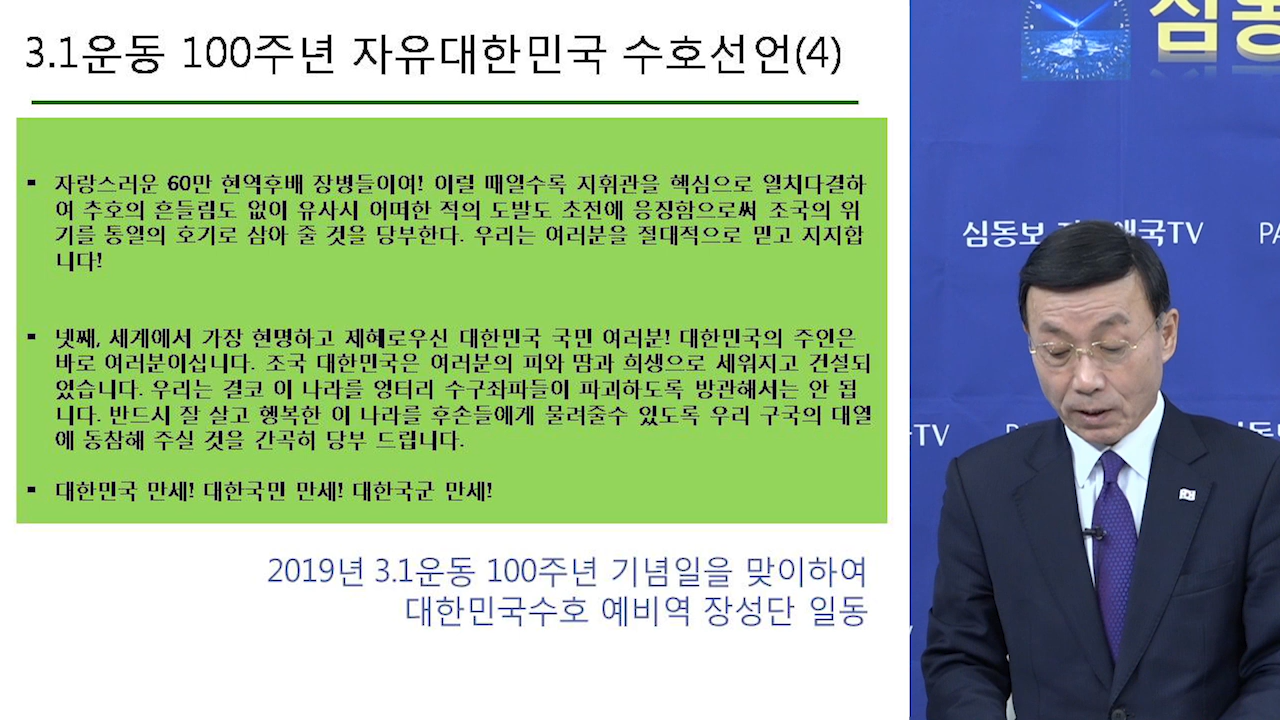 3.1운동 100주년 자유대한민국 수호선언(4)
▪ 자랑스러운 60만 현역후배 장병들이여! 이럴 때일수록 지휘관을 핵심으로 일치단결하
여 추호의 흔들림도 없이 유사시 어떠한 적의 도발도 초전에 응징함으로써 조국의 위
기를 통일의 호기로 삼아 줄 것을 당부한다. 우리는 여러분을 절대적으로 믿고 지지합
니다!
▪ 넷째, 세계에서 가장 현명하고 제혜로우신 대한민국 국민 여러분! 대한민국의 주인은
바로 여러분이십니다. 조국 대한민국은 여러분의 피와 땀과 희생으로 세워지고 건설되
었습니다. 우리는 결코 이 나라를 엉터리 수구좌파들이 파괴하도록 방관해서는 안 됩
니다. 반드시 잘 살고 행복한 이 나라를 후손들에게 물려줄수 있도록 우리 구국의 대열
에 동참해 주실 것을 간곡히 당부 드립니다.
▪ 대한민국 만세! 대한국민 만세! 대한국군 만세!
2019년 3.1운동 100주년 기념일을 맞이하여
대한민국수호 예비역 장성단 일동
심동
심동보 애국TV PA
TV